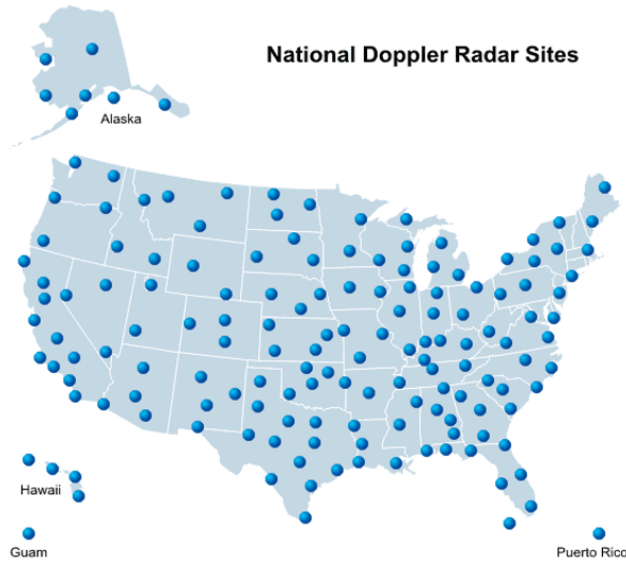 National Doppler Radar Sites
Alaska
Hawaii
Guam
Puerto Rico